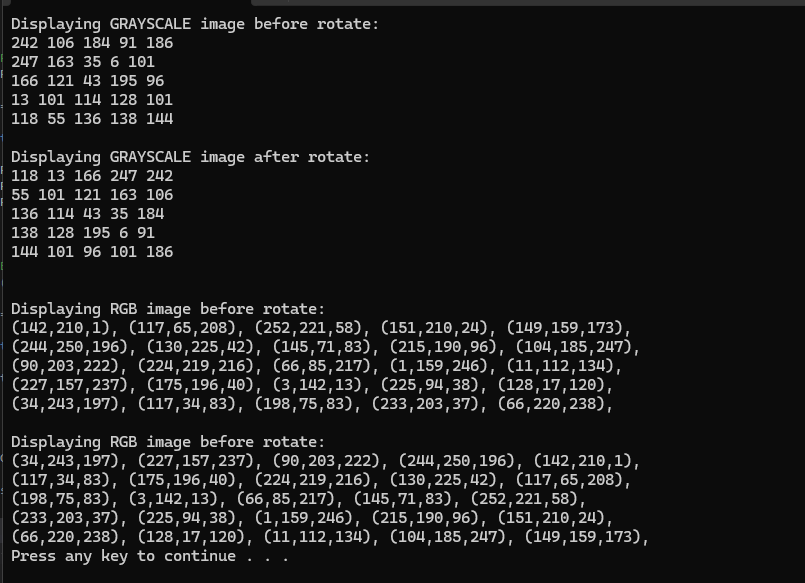 Displaying GRAYSCALE image before rotate:
242 106 184 91 186
247 163 35 6 101
166 121 43 195 96
13 101 114 128 101
118 55 136 138 144
Displaying GRAYSCALE image after rotate:
118 13 166 247 242
55 101 121 163 106
136 114 43 35 184
138 128 195 6 91
144 101 96 101 186
Displaying RGB image before rotate:
(142,210,1), (117,65,208), (252,221,58), (151,210,24), (149,159,173),
(244,250,196), (130,225,42), (145,71,83), (215,190,96), (104,185,247),
(90,203,222), (224,219,216), (66,85,217), (1,159,246), (11,112,134),
(227,157,237), (175,196,40), (3,142,13), (225,94,38), (128,17,120),
(34,243,197), (117,34,83), (198,75,83), (233,203,37), (66,220,238),
Displaying RGB image before rotate:
(34,243,197), (227,157,237), (90,203,222), (244,250,196), (142,210,1),
(117,34,83), (175,196,40), (224,219,216), (130,225,42), (117,65,208),
(198,75,83), (3,142,13), (66,85,217), (145,71,83), (252,221,58),
(233,203,37), (225,94,38), (1,159,246), (215,190,96), (151,210,24),
(66,220,238), (128,17,120), (11,112,134), (104,185,247), (149,159,173),
Press any key to continue . . .